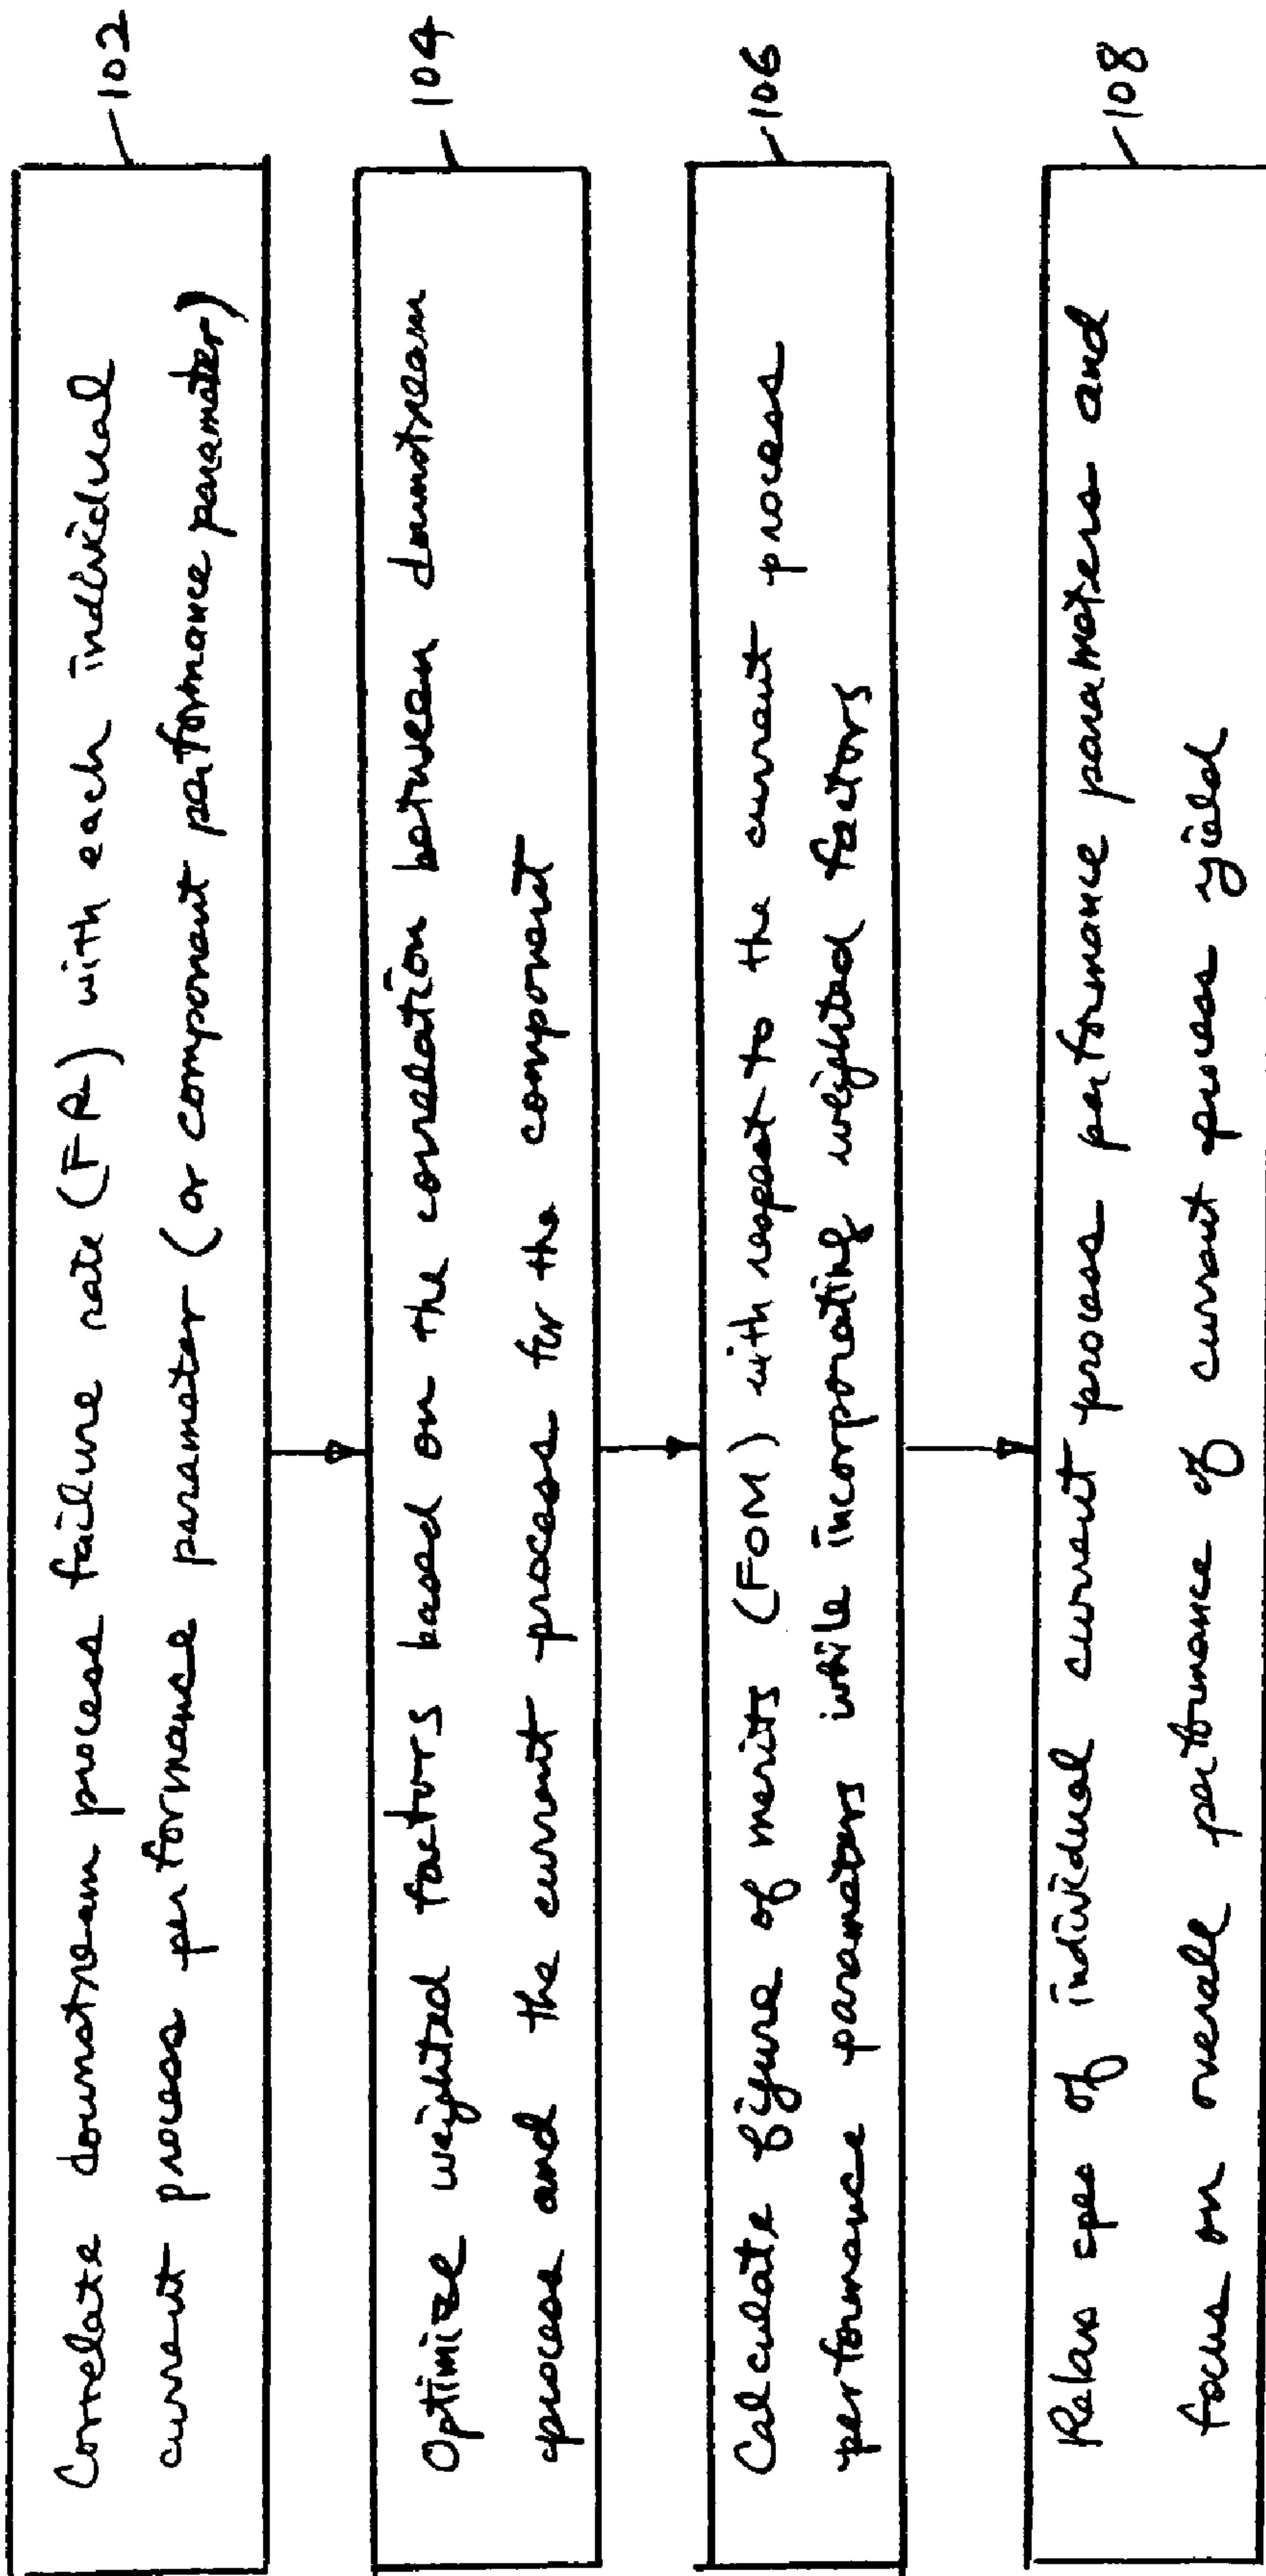 Correlate downstream process failure rate (FR) with each individual
current process performance parameter (or component performance parameter)
102
Optimize weighted factors based on the correlation between downstream
process and the current process for the component
104
Calculate figure of merits (FOM) with respect to the current process
performance parameters while incorporating weighted factors
106
Relax spec of individual current process performance parameters and
focus on overall performance of current process yield
108